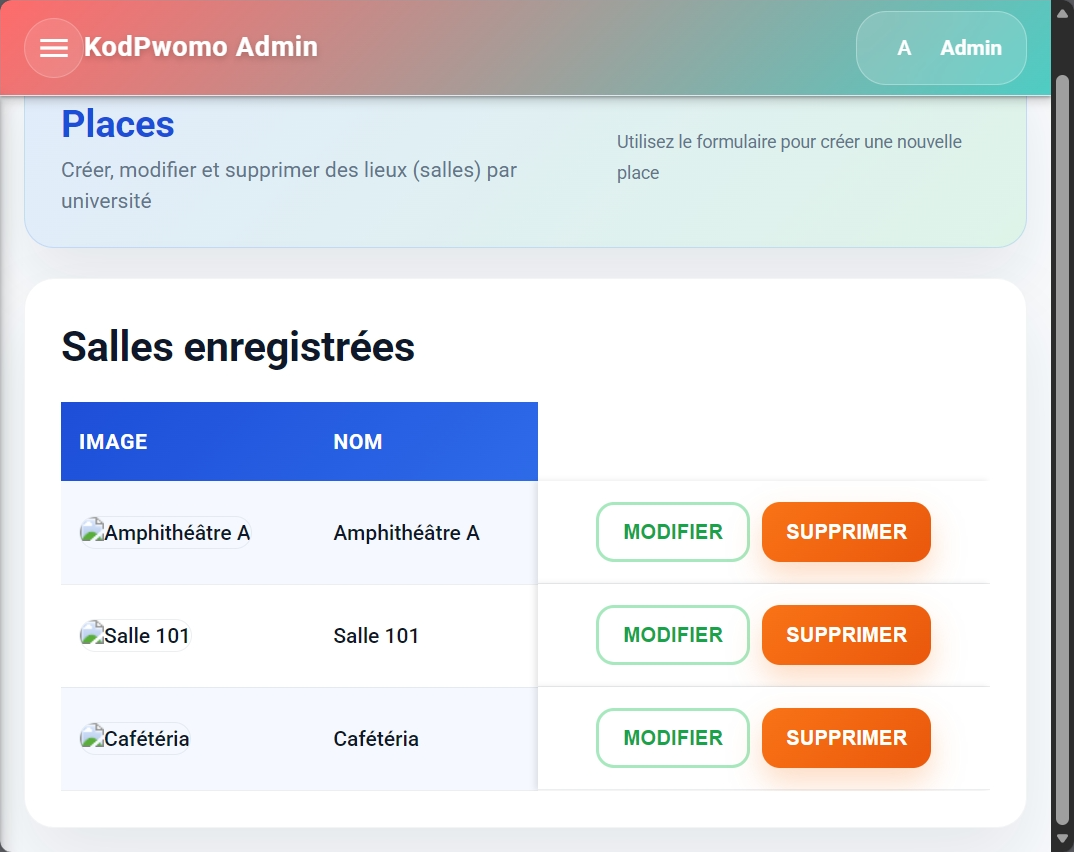 KodPwomo Admin
A Admin
Places
Créer, modifier et supprimer des lieux (salles) par
université
Utilisez le formulaire pour créer une nouvelle
place
Salles enregistrées
IMAGE NOM
Amphithéâtre A Amphithéâtre A MODIFIER SUPPRIMER
Salle 101 Salle 101 MODIFIER SUPPRIMER
Cafétéria Cafétéria MODIFIER SUPPRIMER